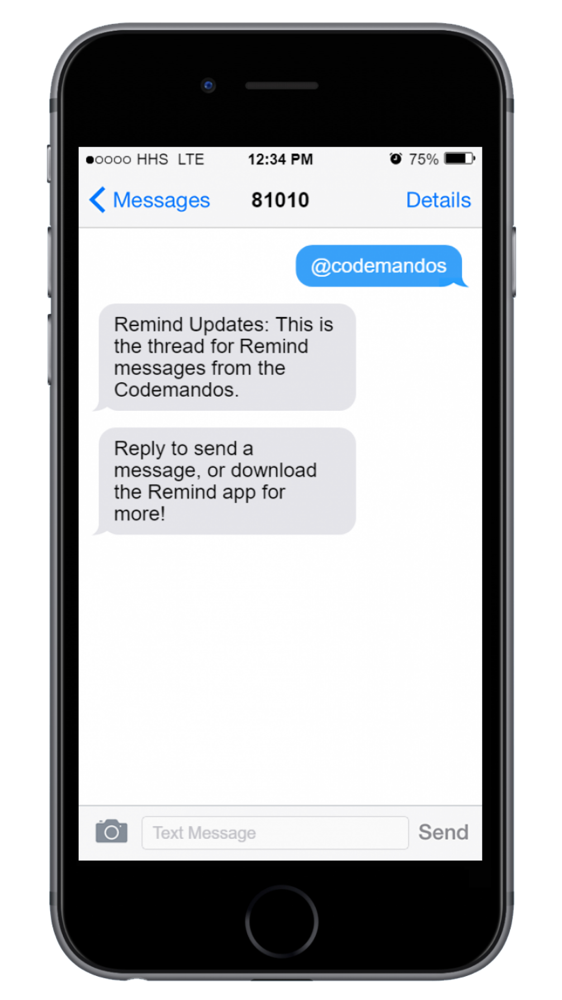 HHS LTE 12:34 PM 75%
Messages 81010 Details
@codemandos
Remind Updates: This is
the thread for Remind
messages from the
Codemandos.
Reply to send a
message, or download
the Remind app for
more!
Text Message Send